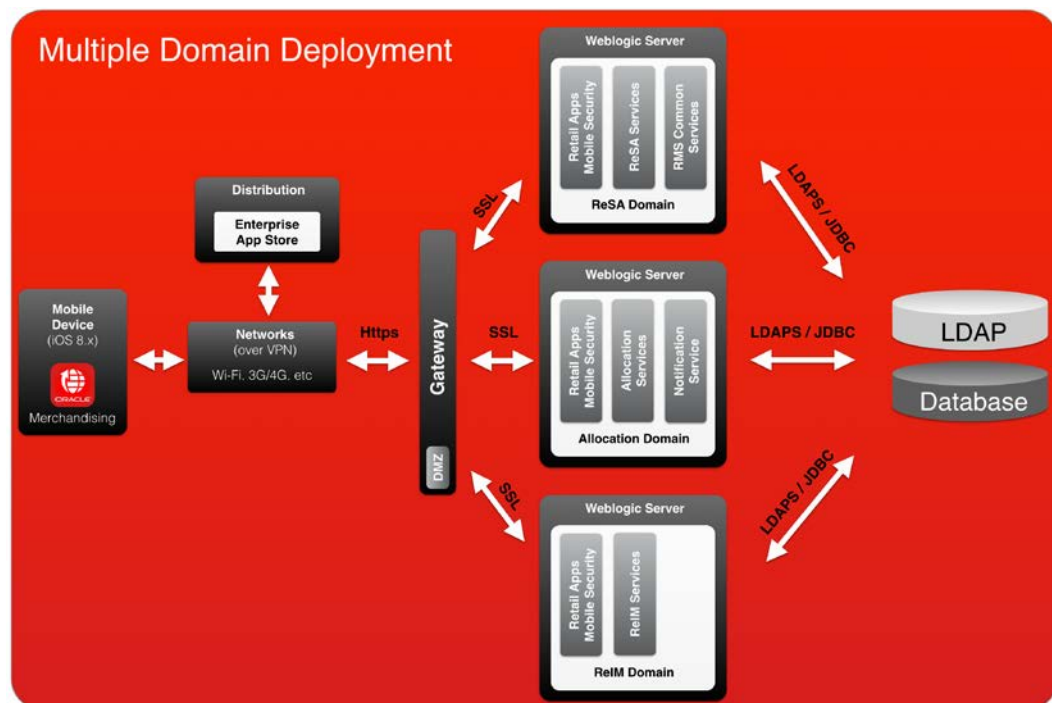 Multiple Domain Deployment
Weblogic Server
Retail Apps
Mobile Security
ReSA Services
RMS Common
Services
ReSA Domain
Distribution
Enterprise
App Store
Mobile
Device
(iOS 8.x)
ORACLE
Merchandising
Networks
(over VPN)
Wi-Fi. 3G/4G. etc
Https
Gateway
DMZ
SSL
SSL
SSL
Weblogic Server
Retail Apps
Mobile Security
Allocation
Services
Notification
Service
Allocation Domain
Weblogic Server
Retail Apps
Mobile Security
ReIM Services
ReIM Domain
LDAPS / JDBC
LDAPS / JDBC
LDAPS / JDBC
LDAP
Database